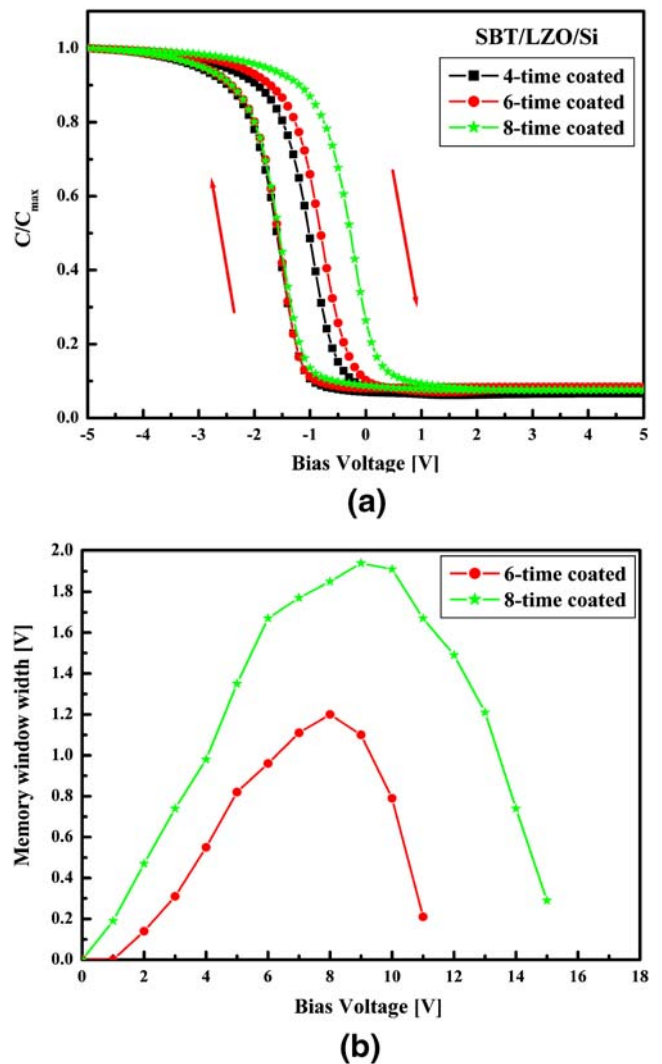 SBT/LZO/Si
4-time coated
6-time coated
8-time coated
C/Cmax
1.0
0.8
0.6
0.4
0.2
0.0
-5 -4 -3 -2 -1 0 1 2 3 4 5
Bias Voltage [V]
(a)
6-time coated
8-time coated
Memory window width [V]
2.0
1.8
1.6
1.4
1.2
1.0
0.8
0.6
0.4
0.2
0.0
0 2 4 6 8 10 12 14 16 18
Bias Voltage [V]
(b)